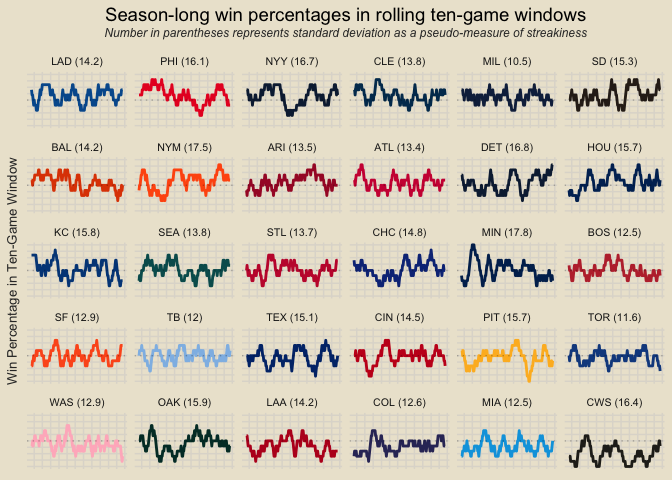 Season-long win percentages in rolling ten-game windows
Number in parentheses represents standard deviation as a pseudo-measure of streakiness
Win Percentage in Ten-Game Window
LAD (14.2) PHI (16.1) NYY (16.7) CLE (13.8) MIL (10.5) SD (15.3)
BAL (14.2) NYM (17.5) ARI (13.5) ATL (13.4) DET (16.8) HOU (15.7)
KC (15.8) SEA (13.8) STL (13.7) CHC (14.8) MIN (17.8) BOS (12.5)
SF (12.9) TB (12) TEX (15.1) CIN (14.5) PIT (15.7) TOR (11.6)
WAS (12.9) OAK (15.9) LAA (14.2) COL (12.6) MIA (12.5) CWS (16.4)